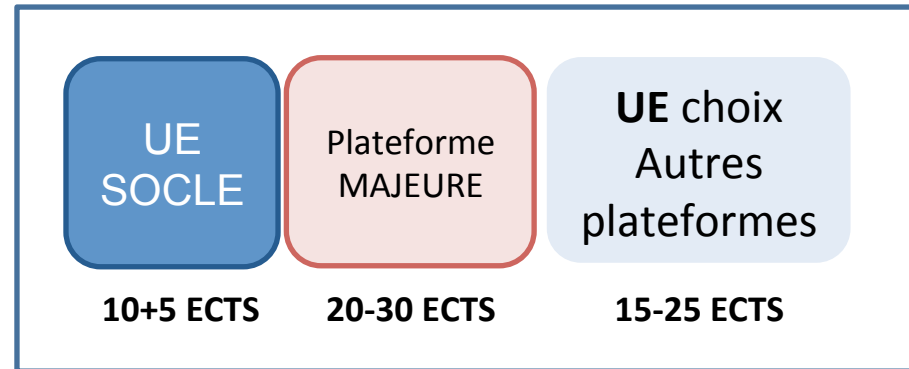 UE
SOCLE
Plateforme
MAJEURE
UE choix
Autres
plateformes
10+5 ECTS
20-30 ECTS
15-25 ECTS